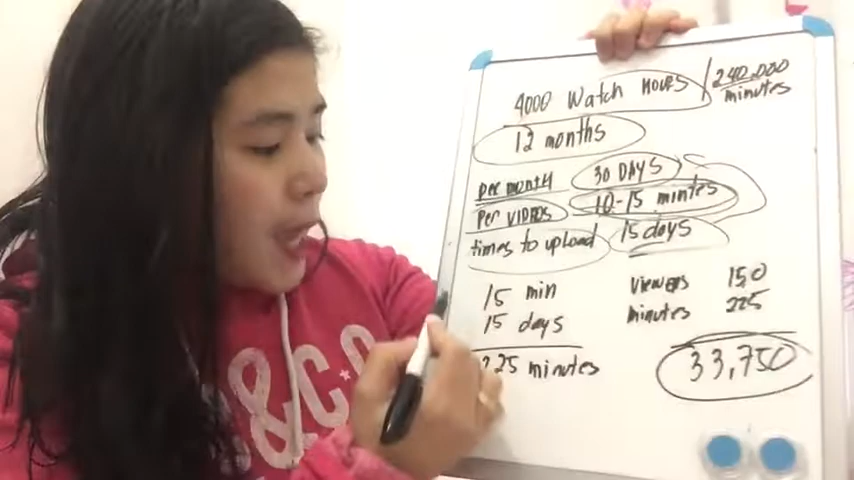 4000 Watch HOURS / 240,000 minutes
12 months
per month 30 DAYS
Per VIDEOS 10-15 mintes
times to upload 15 days
15 min
15 days
225 minutes
Viewers 150
minutes 225
33,750
& CO.